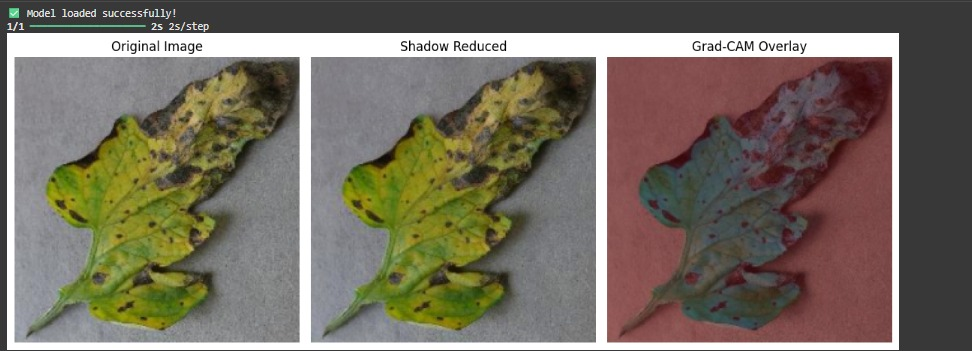 ✅ Model loaded successfully!
1/1 ━━━━━━━━━━━━━━━━━━━━ 2s 2s/step
Original Image
Shadow Reduced
Grad-CAM Overlay